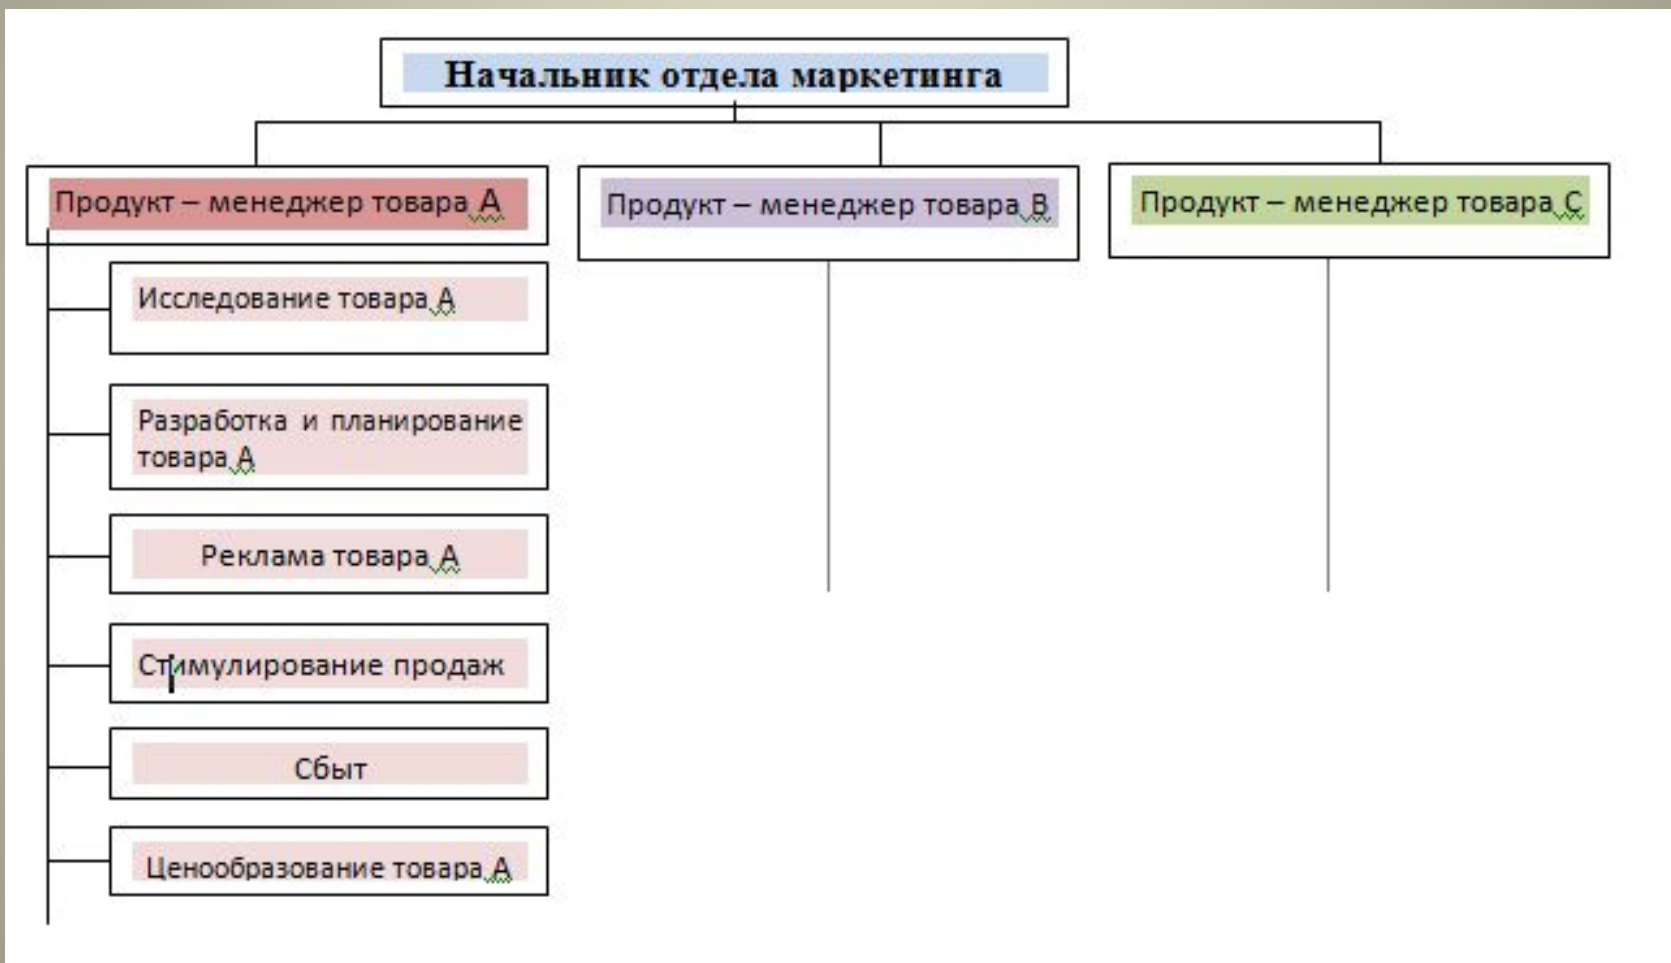 Начальник отдела маркетинга
Продукт – менеджер товара А
Продукт – менеджер товара В
Продукт – менеджер товара С
Исследование товара А
Разработка и планирование
товара А
Реклама товара А
Стимулирование продаж
Сбыт
Ценообразование товара А